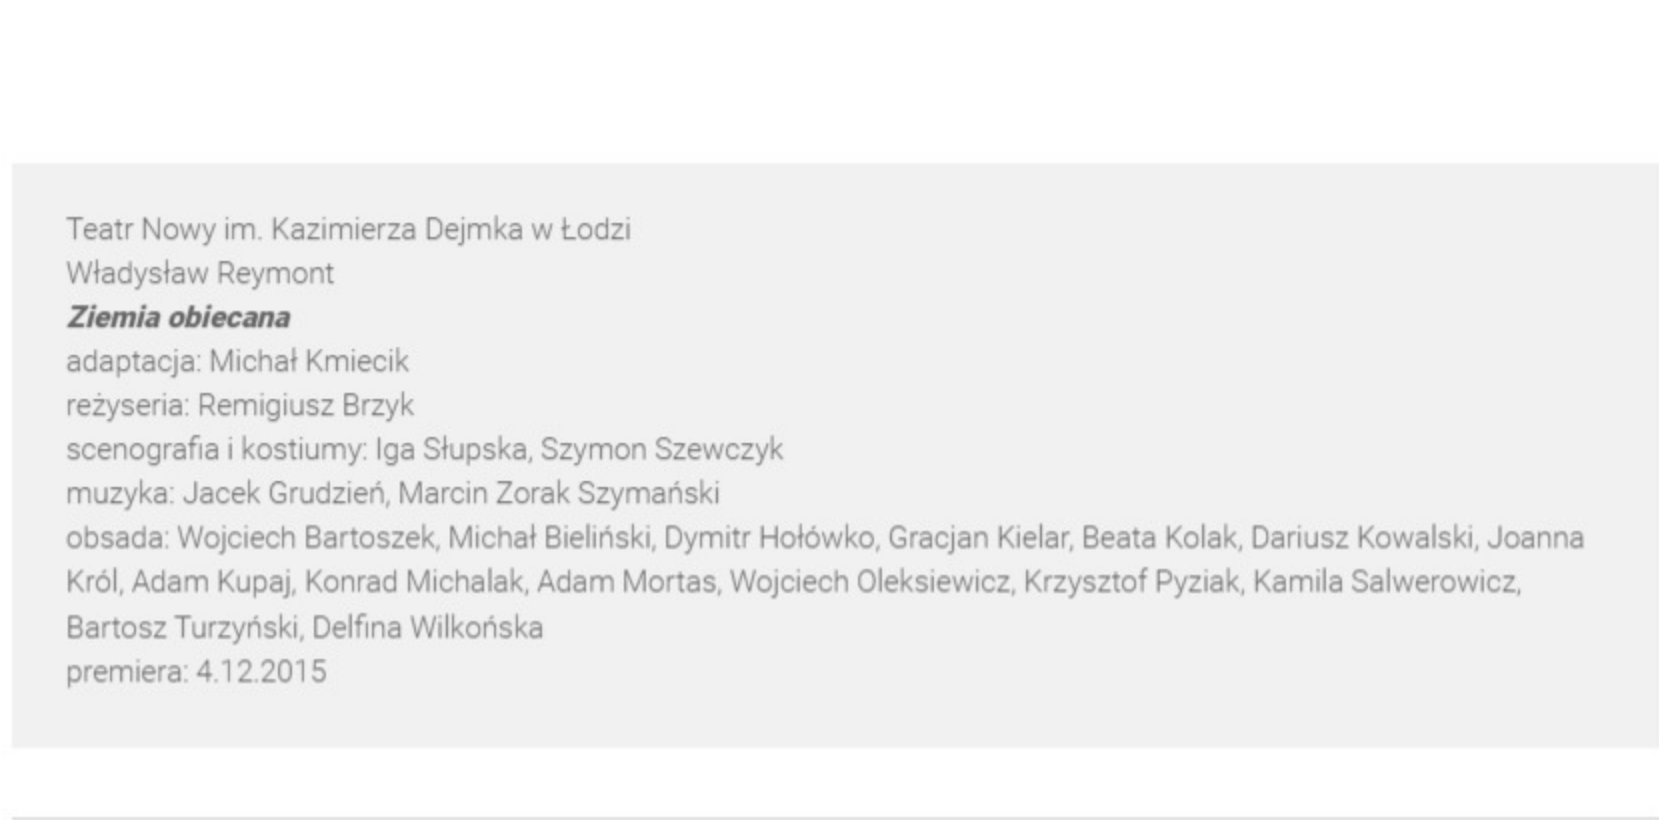 Teatr Nowy im. Kazimierza Dejmka w Łodzi
Władysław Reymont
Ziemia obiecana
adaptacja: Michał Kmiecik
reżyseria: Remigiusz Brzyk
scenografia i kostiumy: Iga Słupska, Szymon Szewczyk
muzyka: Jacek Grudzień, Marcin Zorak Szymański
obsada: Wojciech Bartoszek, Michał Bieliński, Dymitr Hołówko, Gracjan Kielar, Beata Kolak, Dariusz Kowalski, Joanna
Król, Adam Kupaj, Konrad Michalak, Adam Mortas, Wojciech Oleksiewicz, Krzysztof Pyziak, Kamila Salwerowicz,
Bartosz Turzyński, Delfina Wilkońska
premiera: 4.12.2015